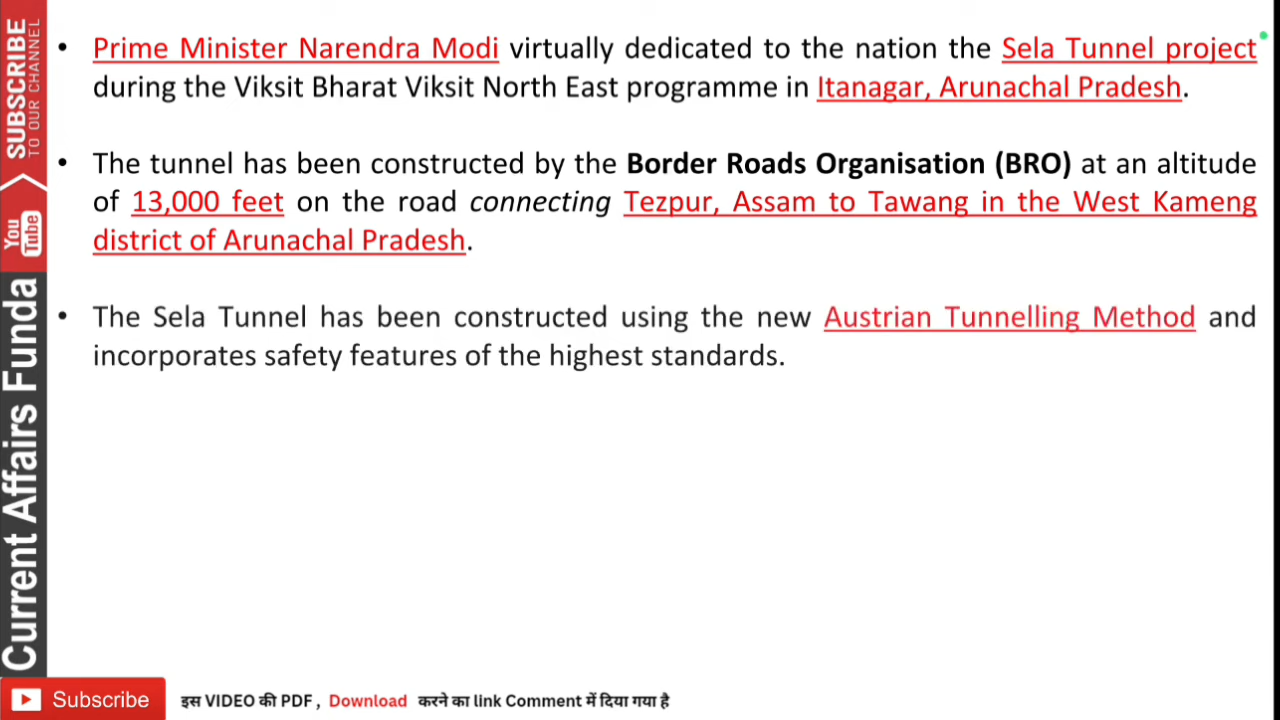 • Prime Minister Narendra Modi virtually dedicated to the nation the Sela Tunnel project
during the Viksit Bharat Viksit North East programme in Itanagar, Arunachal Pradesh.
• The tunnel has been constructed by the Border Roads Organisation (BRO) at an altitude
of 13,000 feet on the road connecting Tezpur, Assam to Tawang in the West Kameng
district of Arunachal Pradesh.
• The Sela Tunnel has been constructed using the new Austrian Tunnelling Method and
incorporates safety features of the highest standards.
SUBSCRIBE
TO OUR CHANNEL
You
Tube
Current Affairs Funda
Subscribe
इस VIDEO की PDF , Download करने का link Comment में दिया गया है